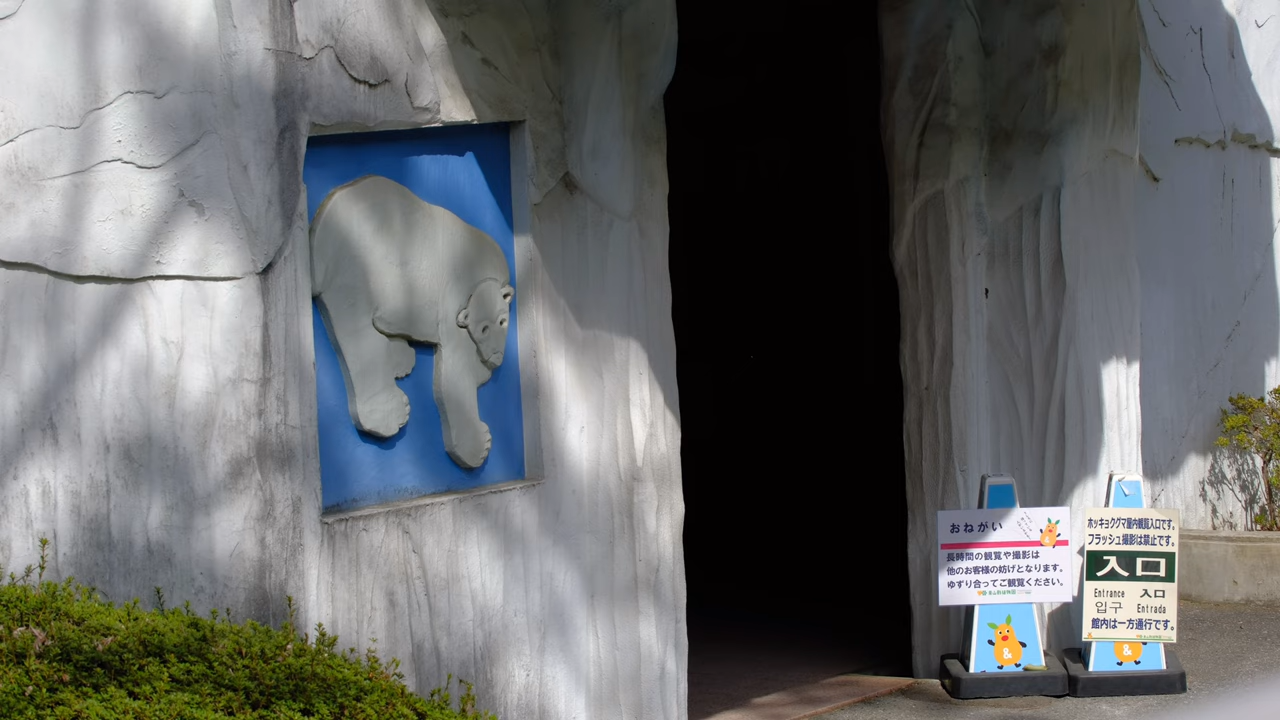 おねがい
長時間の観覧や撮影は
他のお客様の妨げとなります。
ゆずり合ってご観覧ください。
&
ホッキョクグマ屋内観覧入口です。
フラッシュ撮影は禁止です。
入口
Entrance 入口
입구 Entrada
館内は一方通行です。
&